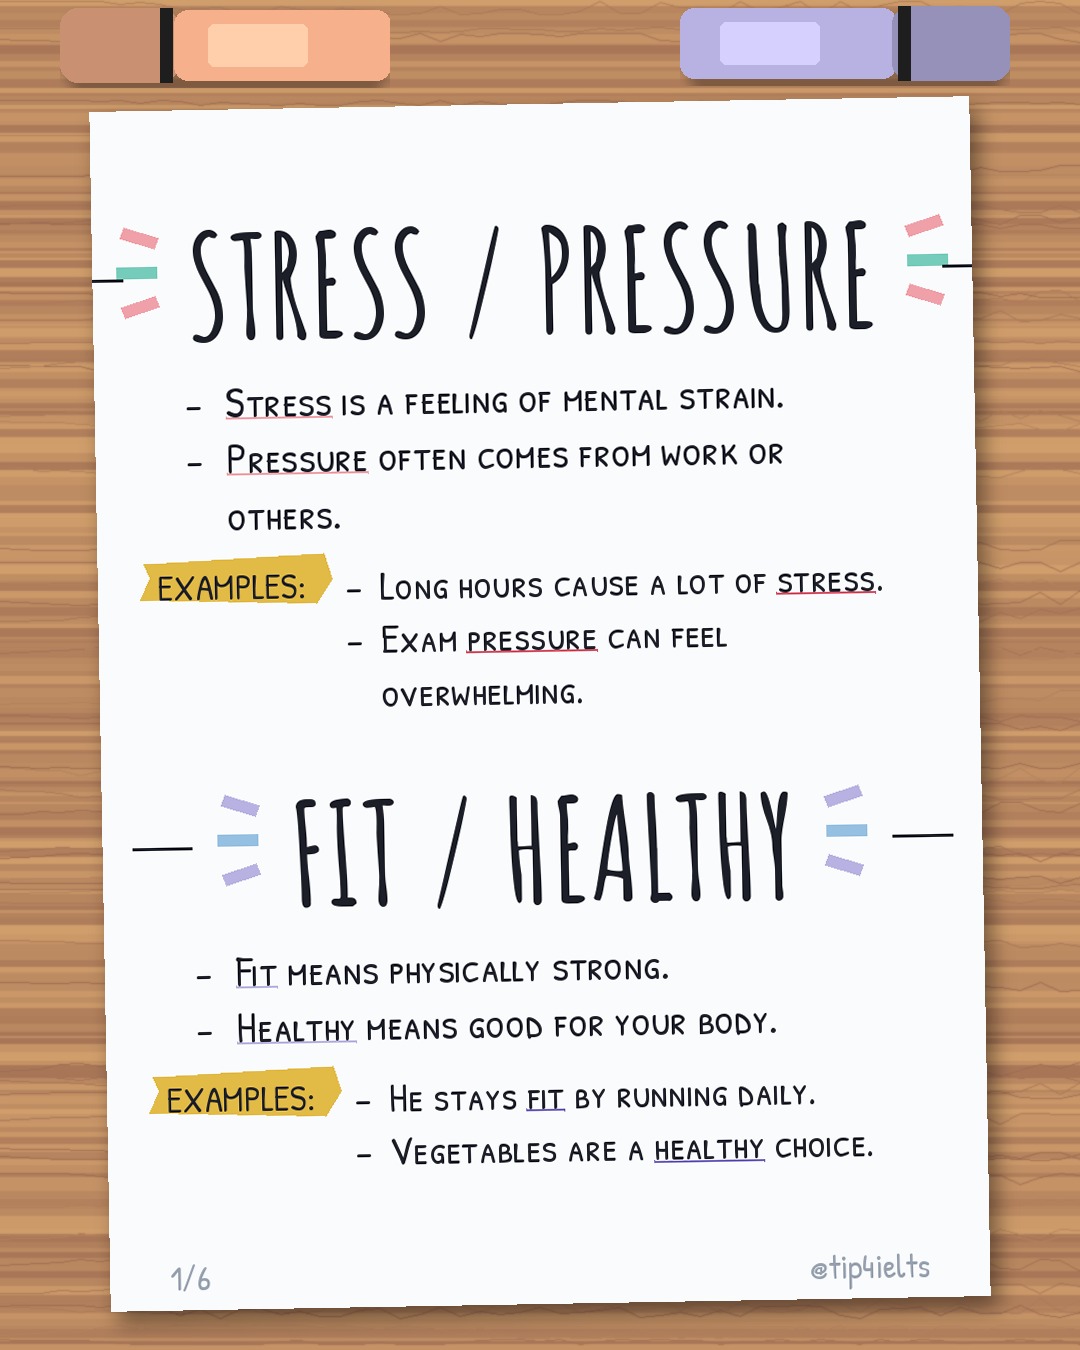 STRESS / PRESSURE
- STRESS IS A FEELING OF MENTAL STRAIN.
- PRESSURE OFTEN COMES FROM WORK OR
OTHERS.
EXAMPLES: - LONG HOURS CAUSE A LOT OF STRESS.
- EXAM PRESSURE CAN FEEL
OVERWHELMING.
FIT / HEALTHY
- FIT MEANS PHYSICALLY STRONG.
- HEALTHY MEANS GOOD FOR YOUR BODY.
EXAMPLES: - HE STAYS FIT BY RUNNING DAILY.
- VEGETABLES ARE A HEALTHY CHOICE.
1/6
@tip4ielts